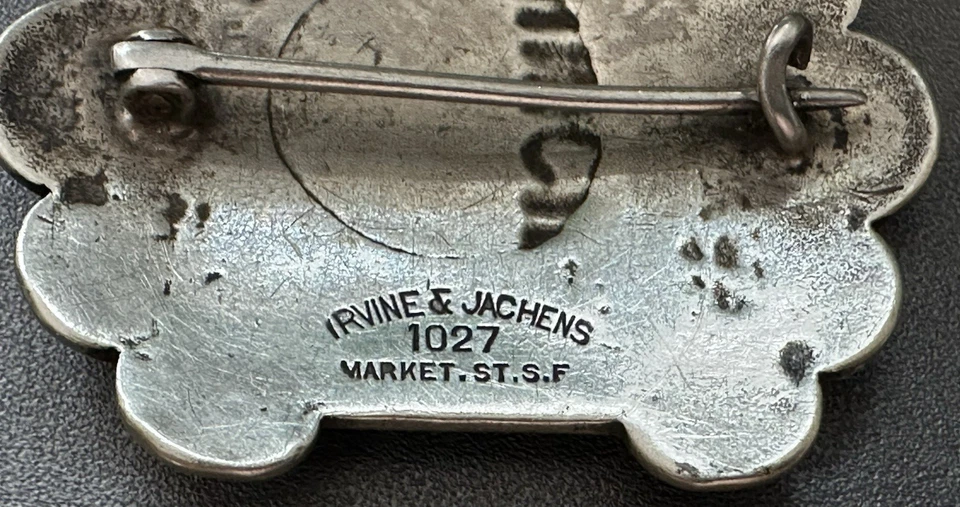 IRVINE & JACHENS
1027
MARKET. ST. S.F